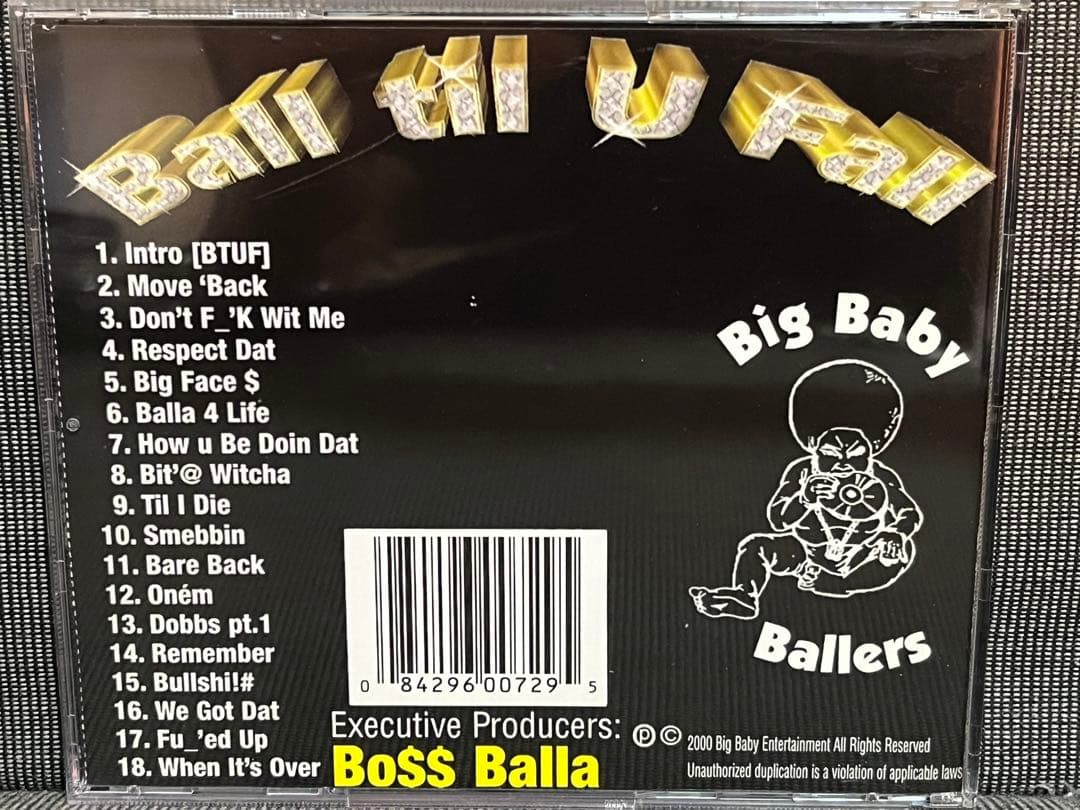 Ball til U Fall
1. Intro [BTUF]
2. Move ‘Back
3. Don’t F_’K Wit Me
4. Respect Dat
5. Big Face $
6. Balla 4 Life
7. How u Be Doin Dat
8. Bit’@ Witcha
9. Til I Die
10. Smebbin
11. Bare Back
12. Oném
13. Dobbs pt.1
14. Remember
15. Bullshi!#
16. We Got Dat
17. Fu_’ed Up
18. When It’s Over
Big Baby
Ballers
0 84296 00729 5
Executive Producers:
Bo$$ Balla
℗ © 2000 Big Baby Entertainment All Rights Reserved
Unauthorized duplication is a violation of applicable laws